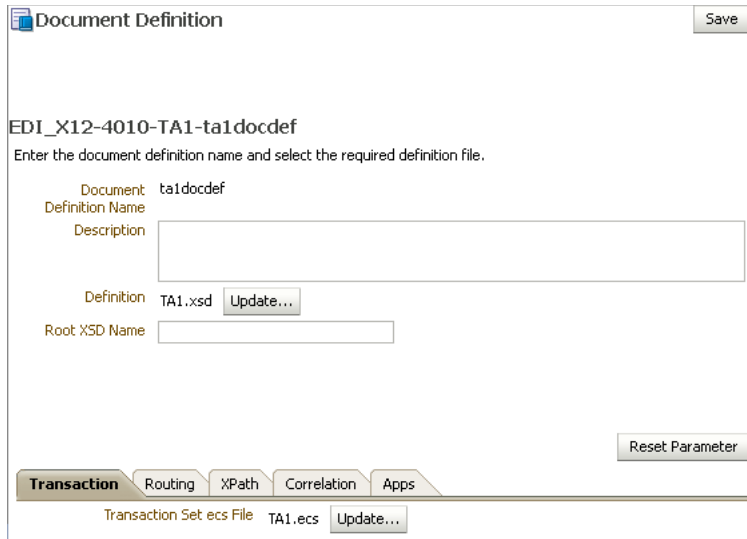 Document Definition
Save
EDI_X12-4010-TA1-ta1docdef
Enter the document definition name and select the required definition file.
Document Definition Name ta1docdef
Description
Definition TA1.xsd Update...
Root XSD Name
Reset Parameter
Transaction Routing XPath Correlation Apps
Transaction Set ecs File TA1.ecs Update...